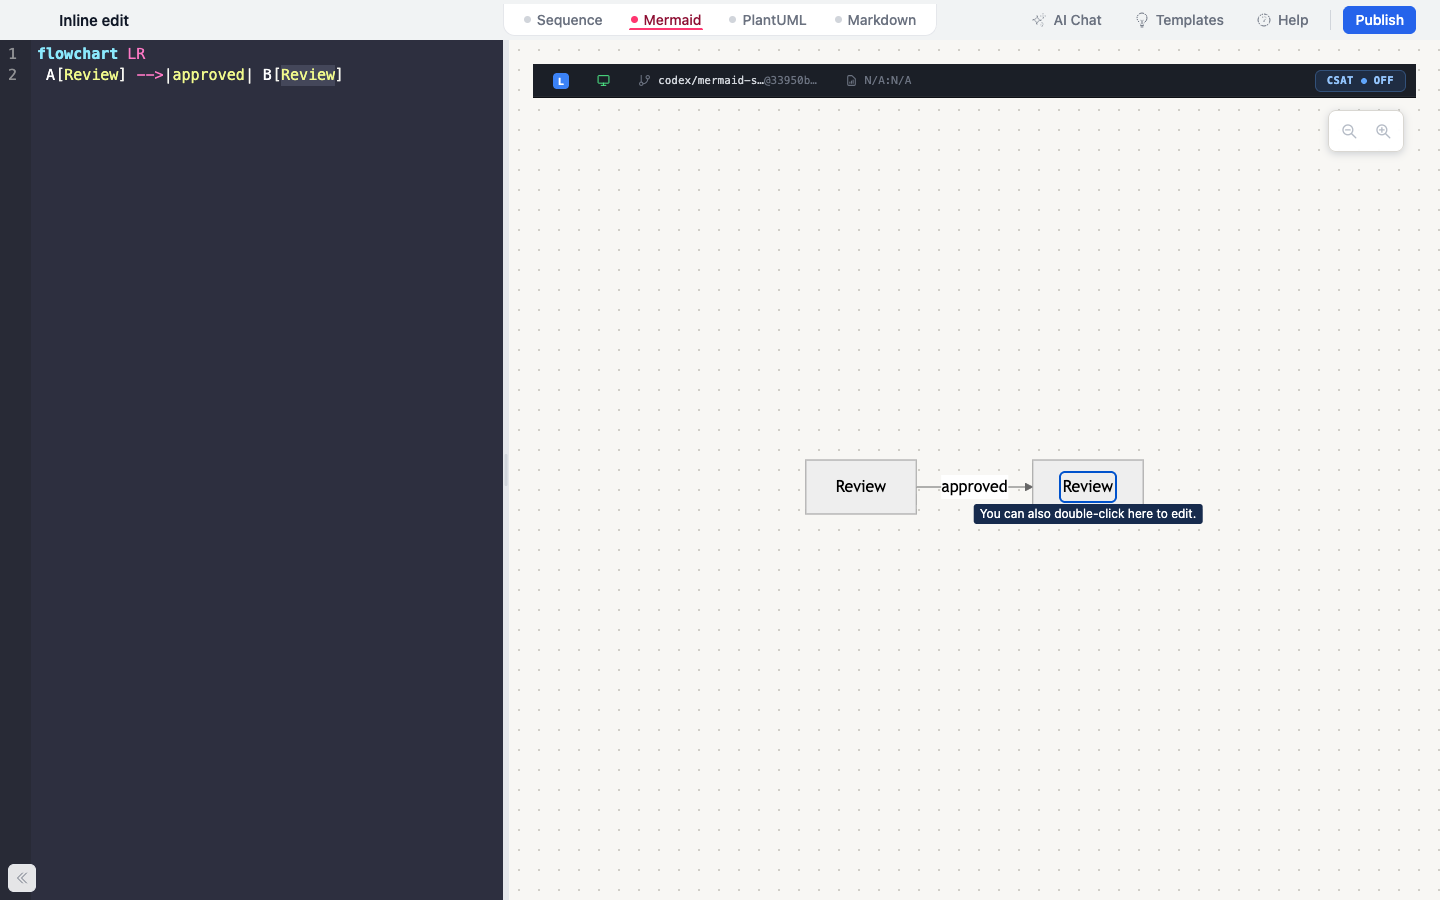 Inline edit
Sequence
Mermaid
PlantUML
Markdown
AI Chat
Templates
Help
Publish
1 flowchart LR
2 A[Review] -->|approved| B[Review]
L
codex/mermaid-s…@33950b…
N/A:N/A
CSAT OFF
Review
approved
Review
You can also double-click here to edit.